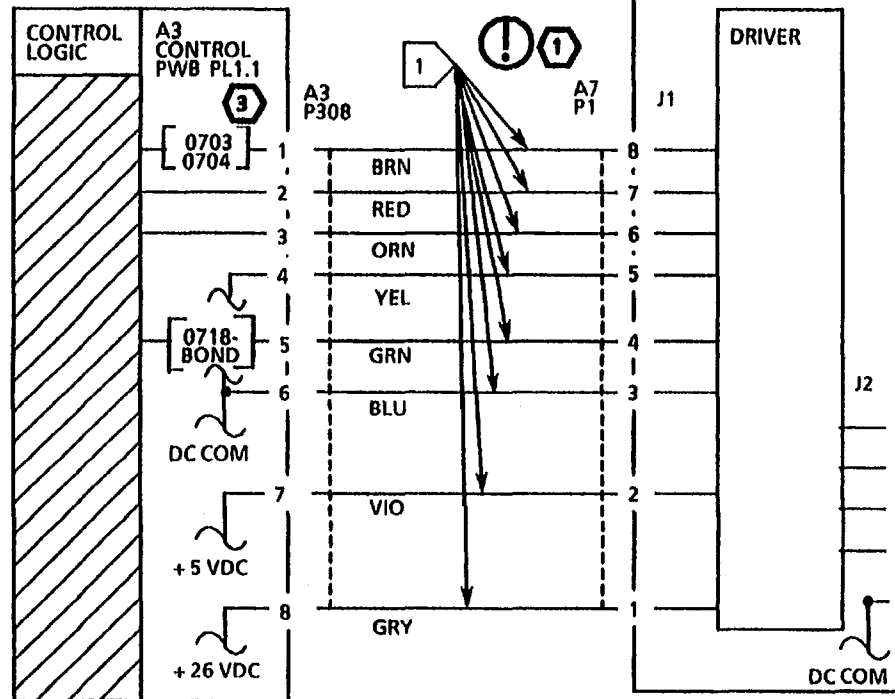 CONTROL
LOGIC
A3
CONTROL
PWB PL1.1
3
A3
P308
1
!
1
A7
P1
J1
DRIVER
0703
0704
1
BRN
8
2
RED
7
3
ORN
6
4
YEL
5
0718-
BOND
5
GRN
4
6
BLU
3
J2
DC COM
7
VIO
2
+5 VDC
8
GRY
1
+26 VDC
DC COM